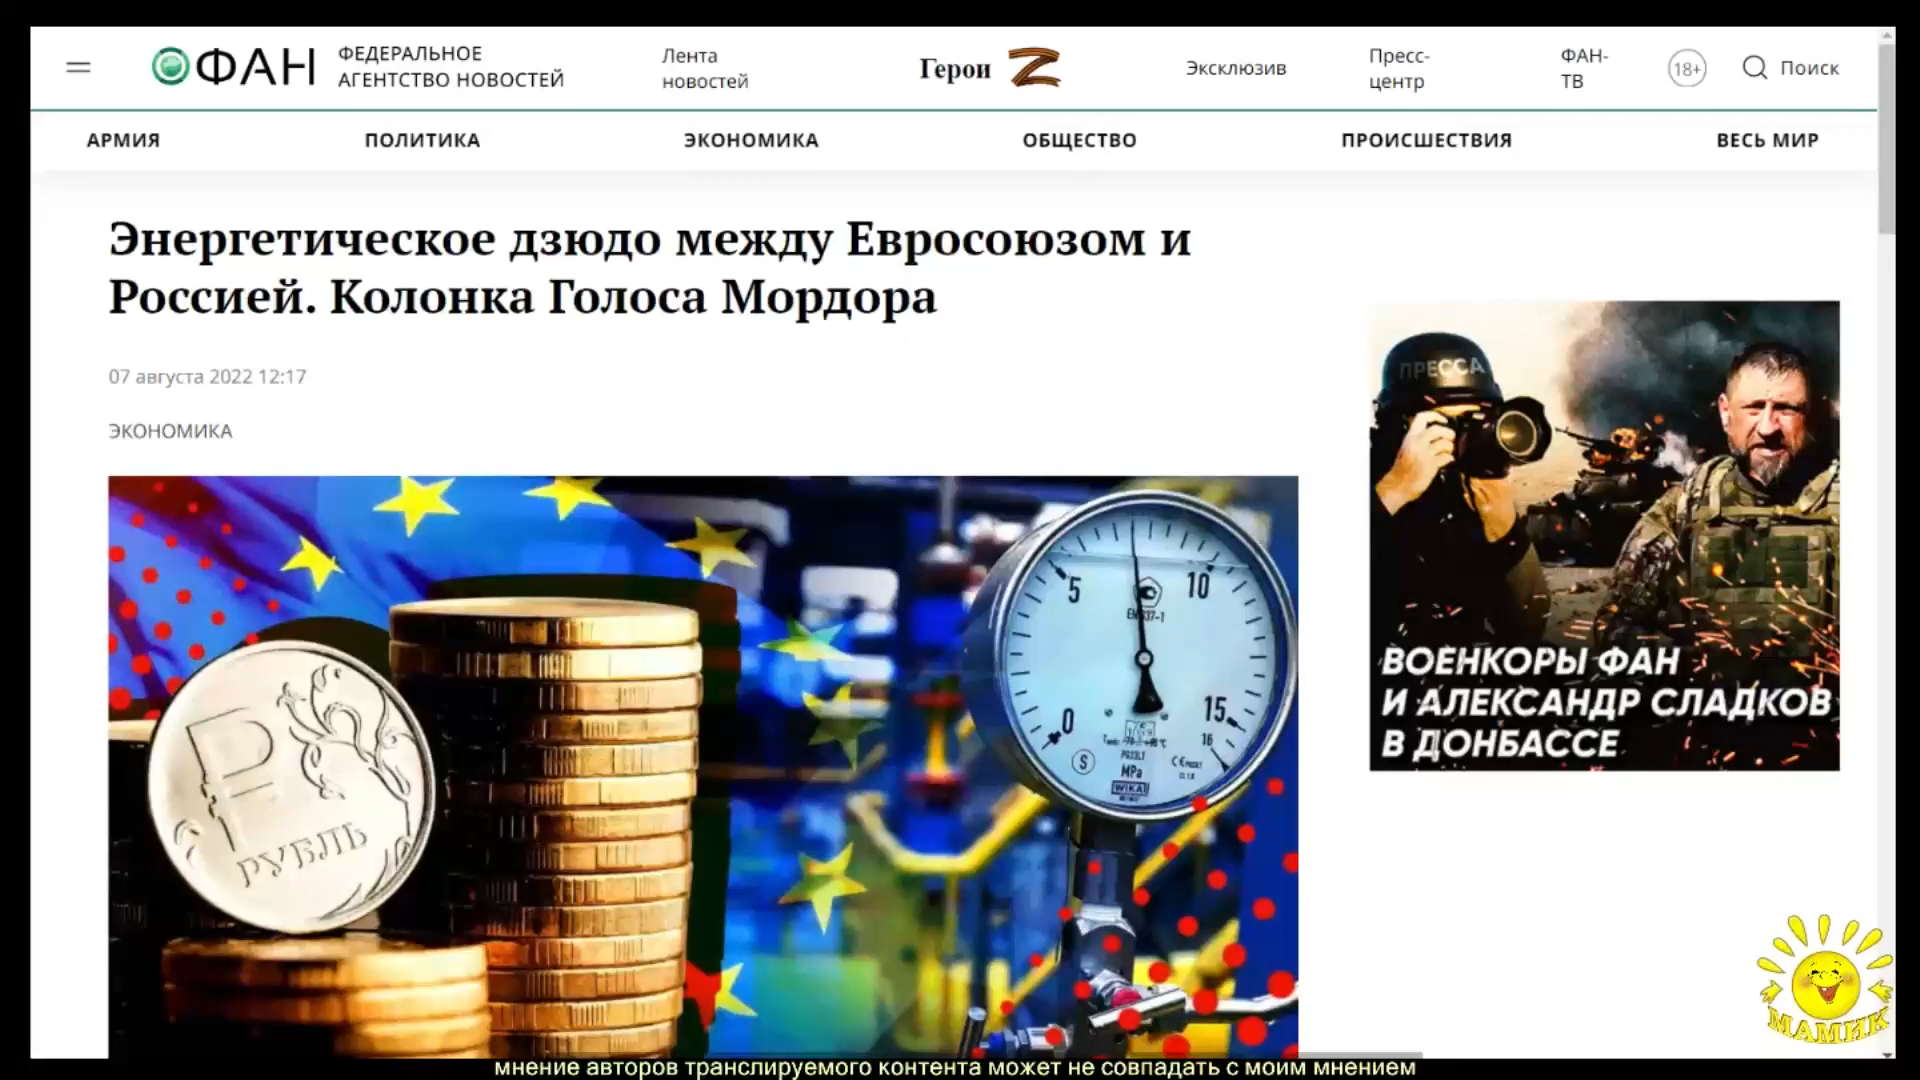 ФАН
ФЕДЕРАЛЬНОЕ
АГЕНТСТВО НОВОСТЕЙ
Лента
новостей
Герои Z
Эксклюзив
Пресс-
центр
ФАН-
ТВ
18+
Поиск
АРМИЯ ПОЛИТИКА ЭКОНОМИКА ОБЩЕСТВО ПРОИСШЕСТВИЯ ВЕСЬ МИР
Энергетическое дзюдо между Евросоюзом и
Россией. Колонка Голоса Мордора
07 августа 2022 12:17
ЭКОНОМИКА
РУБЛЬ
5 10
0 15
16
S
MPa
WIKA
ПРЕССА
ВОЕНКОРЫ ФАН
И АЛЕКСАНДР СЛАДКОВ
В ДОНБАССЕ
МАМИК
мнение авторов транслируемого контента может не совпадать с моим мнением